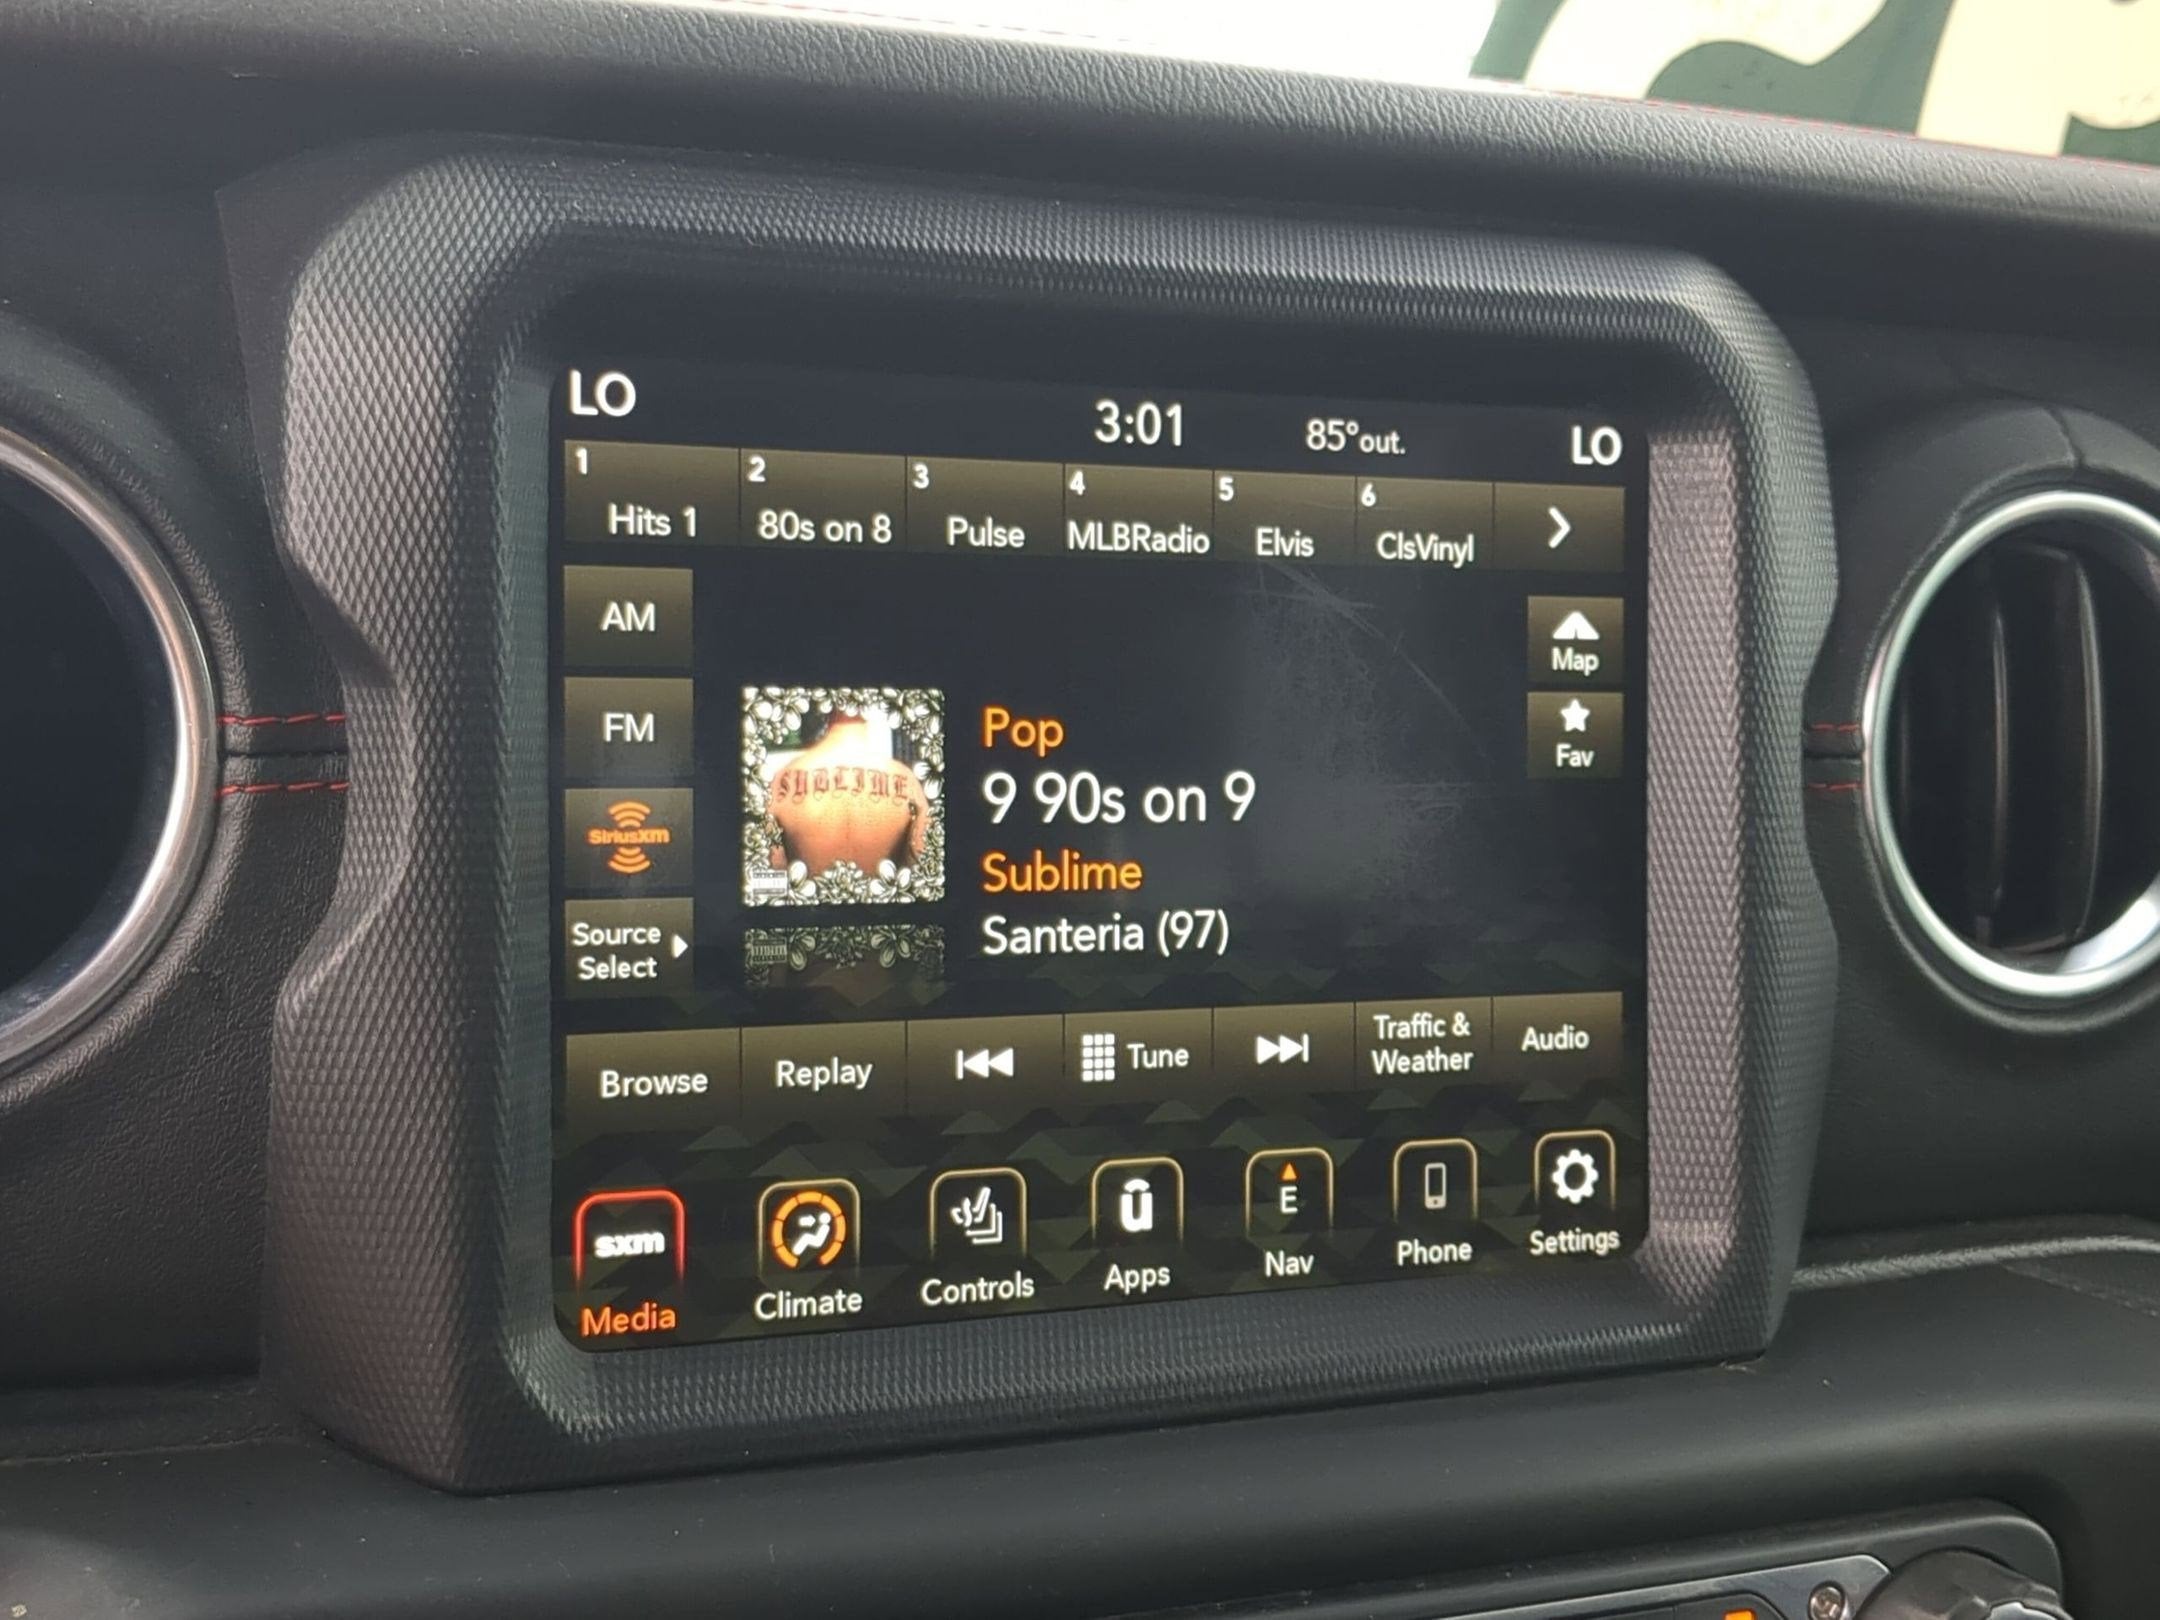 LO
3:01
85°out.
LO
1
Hits 1
2
80s on 8
3
Pulse
4
MLBRadio
5
Elvis
6
ClsVinyl
AM
FM
SiriusXM
Source
Select
Map
Fav
SUBLIME
Pop
9 90s on 9
Sublime
Santeria (97)
Browse
Replay
Tune
Traffic &
Weather
Audio
sxm
Media
Climate
Controls
ū
Apps
E
Nav
Phone
Settings